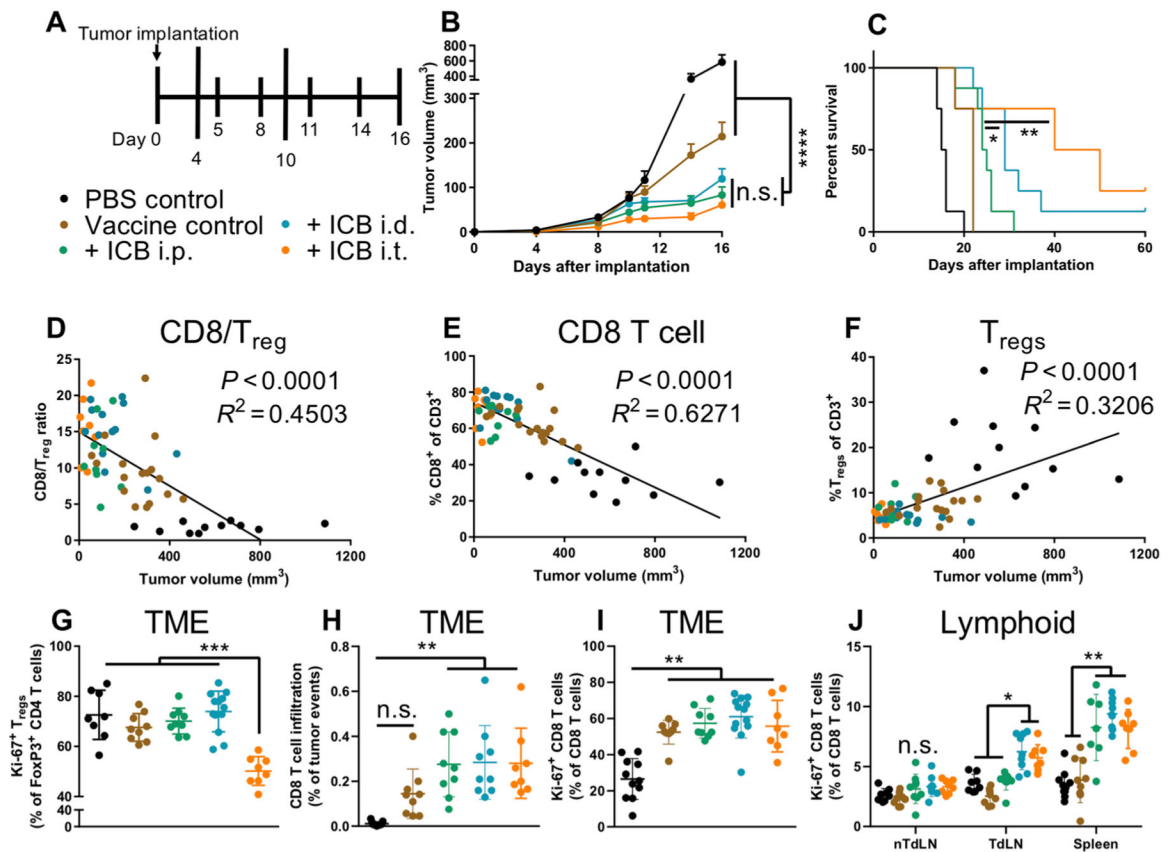 A
Tumor implantation
Day 0
4
5
8
10
11
14
16
PBS control
Vaccine control
+ ICB i.p.
+ ICB i.d.
+ ICB i.t.
B
Tumor volume (mm³)
800
600
400
300
200
100
0
0 4 8 12 16
Days after implantation
n.s.
****
C
Percent survival
100
50
0
0 20 40 60
Days after implantation
* **
D CD8/Treg
P < 0.0001
R² = 0.4503
CD8/Treg ratio
25
20
15
10
5
0
0 400 800 1200
Tumor volume (mm³)
E CD8 T cell
P < 0.0001
R² = 0.6271
% CD8⁺ of CD3⁺
100
80
60
40
20
0
0 400 800 1200
Tumor volume (mm³)
F Tregs
P < 0.0001
R² = 0.3206
%Tregs of CD3⁺
40
30
20
10
0
0 400 800 1200
Tumor volume (mm³)
G TME
Ki-67⁺ Tregs
(% of FoxP3⁺ CD4 T cells)
100
80
60
40
40
0
***
H TME
CD8 T cell infiltration
(% of tumor events)
0.8
0.6
0.4
0.2
0.0
**
n.s.
I TME
Ki-67⁺ CD8 T cells
(% of CD8 T cells)
100
80
60
40
20
0
**
J Lymphoid
Ki-67⁺ CD8 T cells
(% of CD8 T cells)
15
10
5
0
n.s.
*
**
nTdLN TdLN Spleen